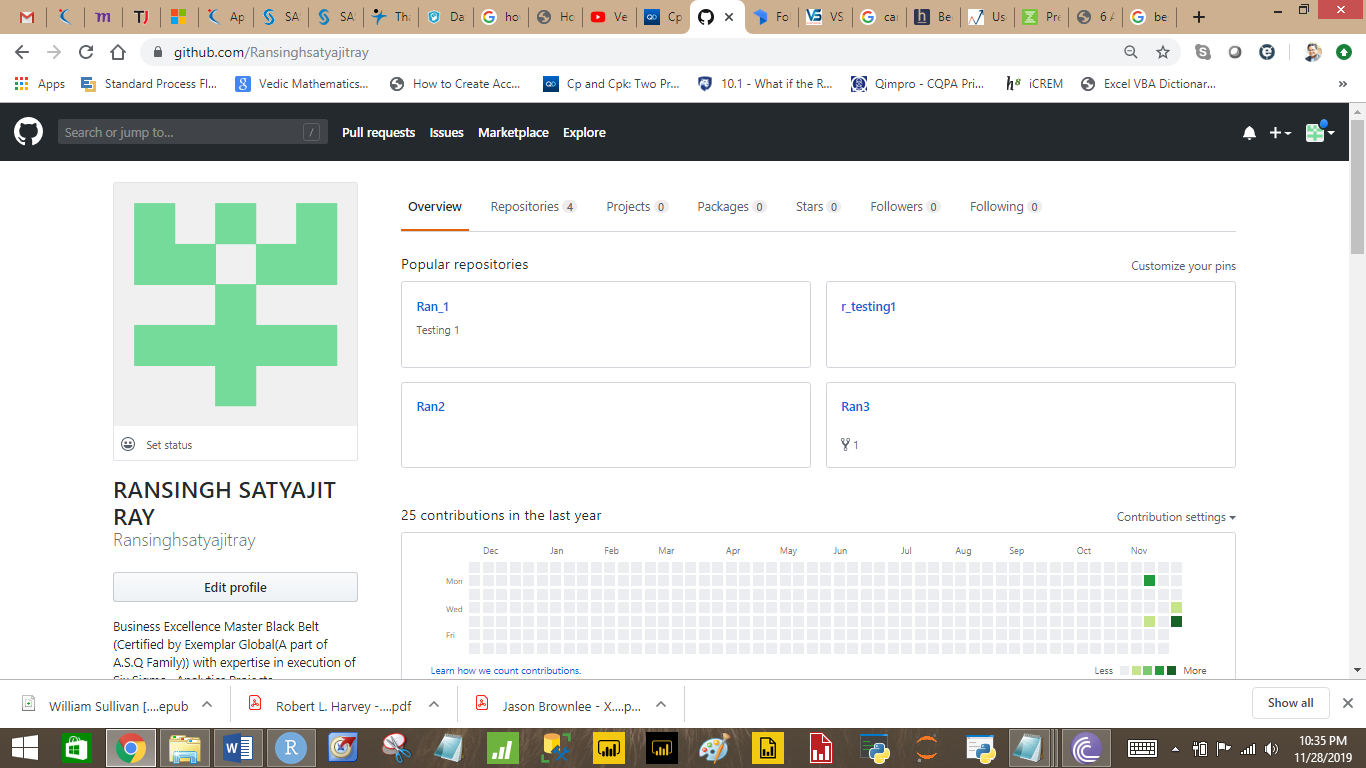 Ap
SA
SA
Tha
Da
ho
Ho
Ve
Cp
Fo
VS
ca
Be
Us
Pre
6 A
be
github.com/Ransinghsatyajitray
Apps Standard Process Fl... Vedic Mathematics... How to Create Acc... Cp and Cpk: Two Pr... 10.1 - What if the R... Qimpro - CQPA Pri... iCREM Excel VBA Dictionar... »
Search or jump to... / Pull requests Issues Marketplace Explore
Overview Repositories 4 Projects 0 Packages 0 Stars 0 Followers 0 Following 0
Popular repositories Customize your pins
Ran_1 r_testing1
Testing 1
Ran2 Ran3
1
Set status
RANSINGH SATYAJIT
RAY
Ransinghsatyajitray
Edit profile
Business Excellence Master Black Belt
(Certified by Exemplar Global(A part of
A.S.Q Family)) with expertise in execution of
Six Sigma , Analytics Projects
25 contributions in the last year Contribution settings
Dec Jan Feb Mar Apr May Jun Jul Aug Sep Oct Nov
Mon
Wed
Fri
Learn how we count contributions. Less More
William Sullivan [....epub Robert L. Harvey -....pdf Jason Brownlee - X....p... Show all
10:35 PM
11/28/2019